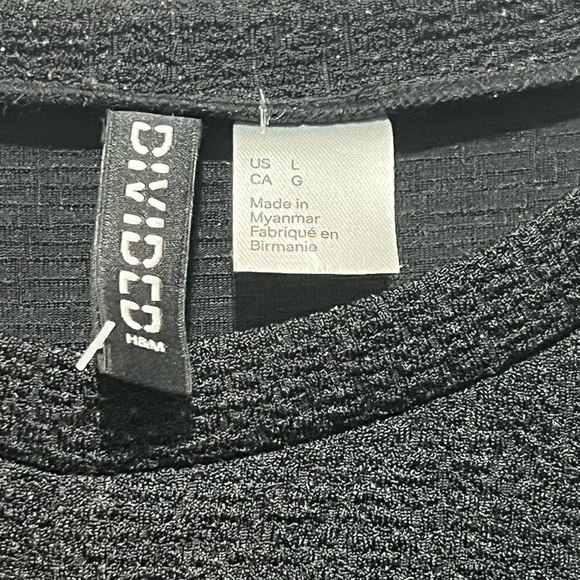 DIVIDED
H&M
US L
CA G
Made in
Myanmar
Fabriqué en
Birmanie